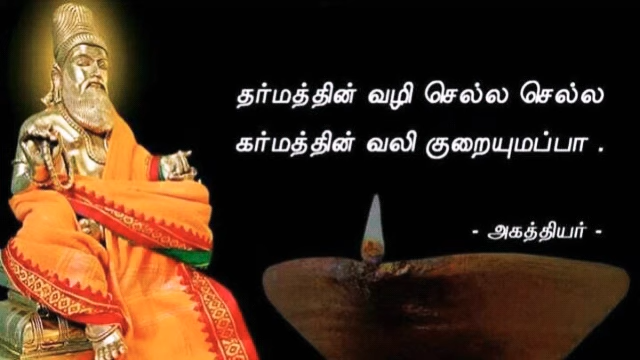 தர்மத்தின் வழி செல்ல செல்ல
கர்மத்தின் வலி குறையுமப்பா .
- அகத்தியர் -